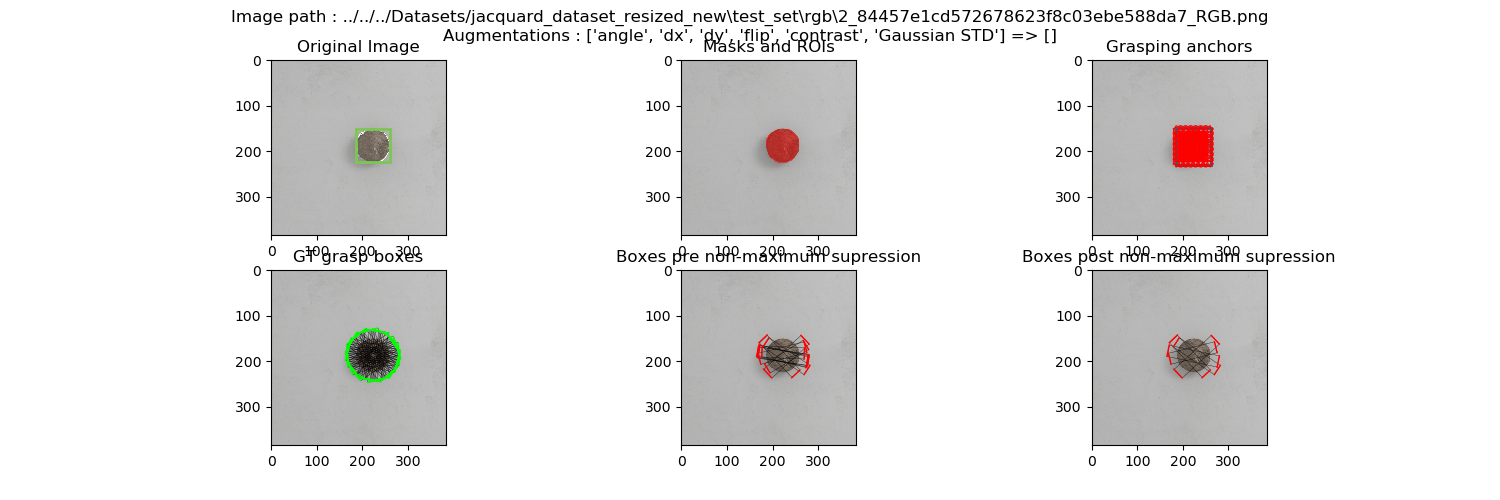 Image path : ../../../Datasets/jacquard_dataset_resized_new\test_set\rgb\2_84457e1cd572678623f8c03ebe588da7_RGB.png
Augmentations : ['angle', 'dx', 'dy', 'flip', 'contrast', 'Gaussian STD'] => []
Original Image
Masks and ROIs
Grasping anchors
0
100
200
300
0 100 200 300
0
100
200
300
0 100 200 300
0
100
200
300
0 100 200 300
GT grasp boxes
Boxes pre non-maximum supression
Boxes post non-maximum supression
0
100
200
300
0 100 200 300
0
100
200
300
0 100 200 300
0
100
200
300
0 100 200 300